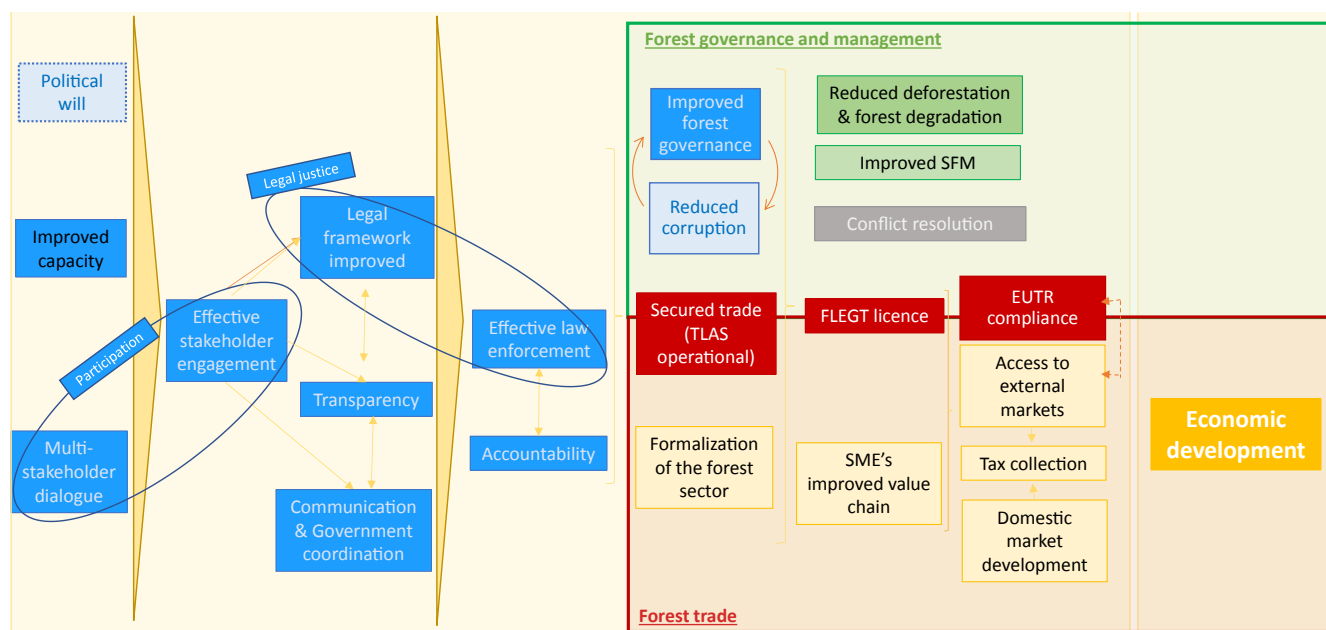 Forest governance and management
Political
will
Improved
forest
governance
Reduced deforestation
& forest degradation
Improved SFM
Legal justice
Reduced
corruption
Conflict resolution
Improved
capacity
Legal
framework
improved
Participation
Effective
stakeholder
engagement
Effective law
enforcement
Secured trade
(TLAS
operational)
FLEGT licence
EUTR
compliance
Access to
external
markets
Transparency
Multi-
stakeholder
dialogue
Accountability
Formalization
of the forest
sector
SME's
improved value
chain
Tax collection
Economic
development
Communication
& Government
coordination
Domestic
market
development
Forest trade